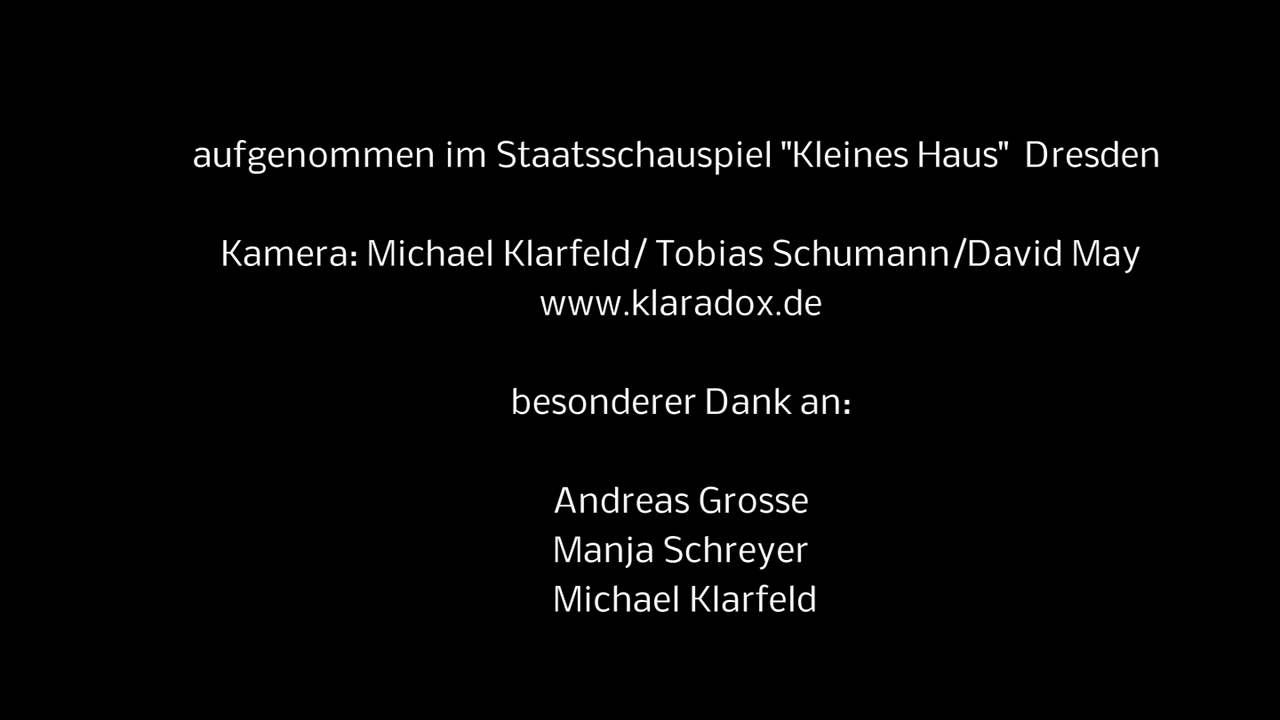 aufgenommen im Staatsschauspiel "Kleines Haus" Dresden
Kamera: Michael Klarfeld/ Tobias Schumann/David May
www.klaradox.de
besonderer Dank an:
Andreas Grosse
Manja Schreyer
Michael Klarfeld